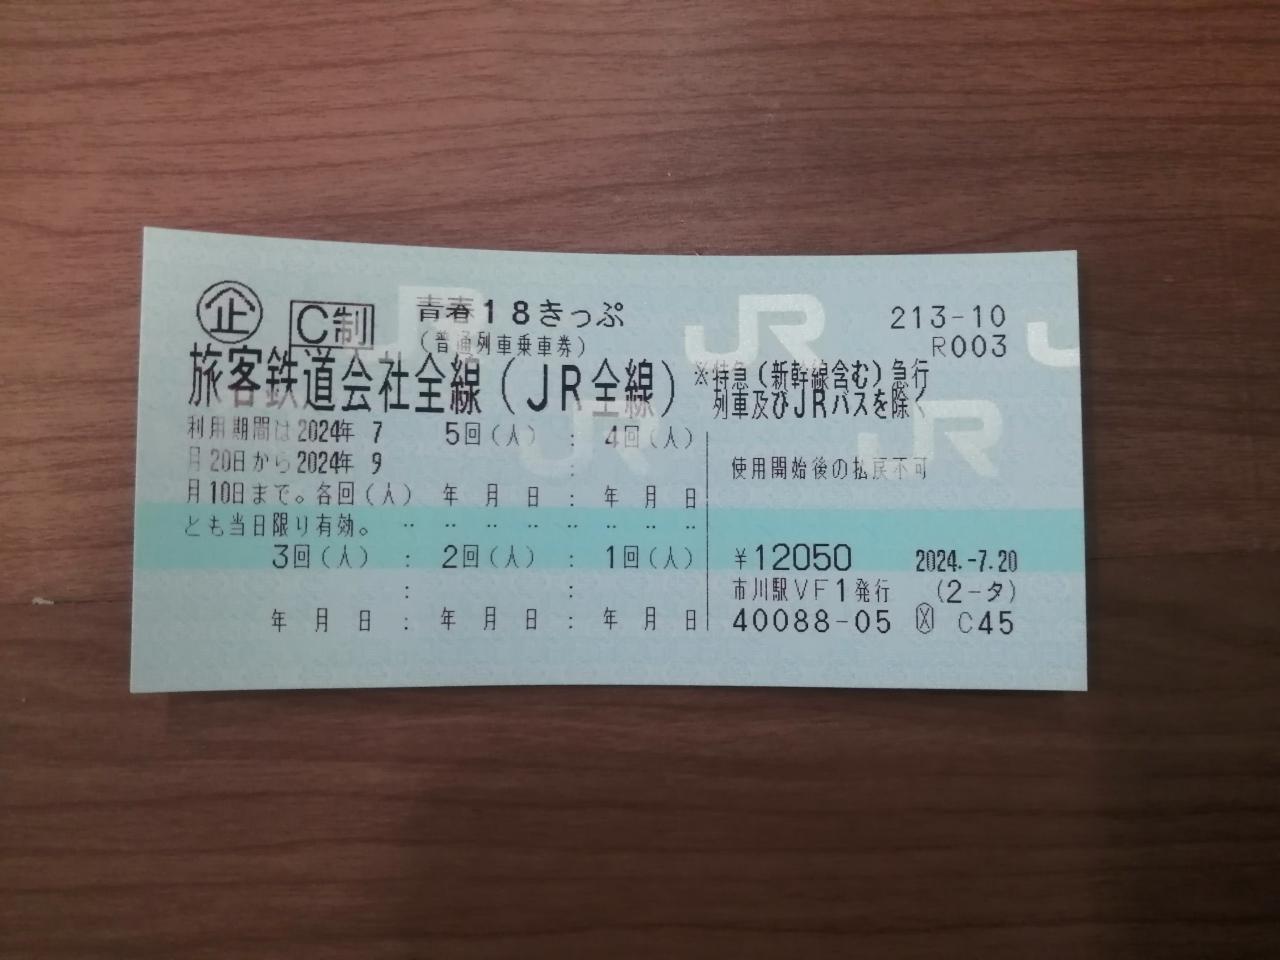 企 C制 青春18きっぷ 213-10
(普通列車乗車券) R003
旅客鉄道会社全線(JR全線) ※特急(新幹線含む)急行
列車及びJRバスを除く
利用期間は2024年 7 5回(人) : 4回(人)
月20日から2024年 9 : 使用開始後の払戻不可
月10日まで。各回(人) 年 月 日 : 年 月 日
とも当日限り有効。 ‥ ‥ ‥ ‥ ‥ ‥ ‥ ‥
3回(人) : 2回(人) : 1回(人) ¥12050 2024.-7.20
: : 市川駅VF1発行 (2-タ)
年 月 日 : 年 月 日 : 年 月 日 40088-05 X C45
JR
JR
JR
JR